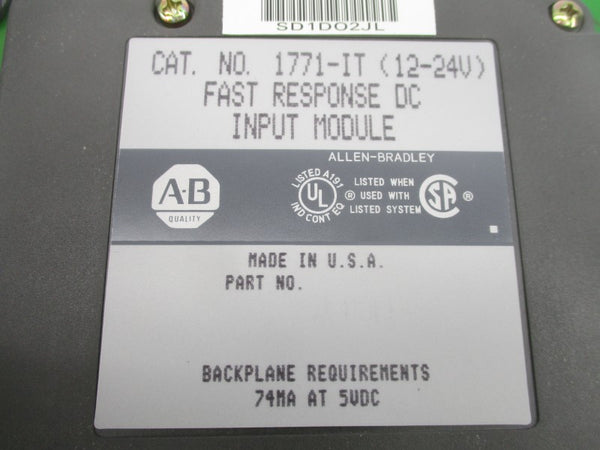 SD1D02JL
CAT. NO. 1771-IT (12-24V)
FAST RESPONSE DC
INPUT MODULE
ALLEN-BRADLEY
A-B
QUALITY
LISTED A191
UL
IND CONT EQ
®
LISTED WHEN
USED WITH
LISTED SYSTEM
SA
®
MADE IN U.S.A.
PART NO.
BACKPLANE REQUIREMENTS
74MA AT 5VDC